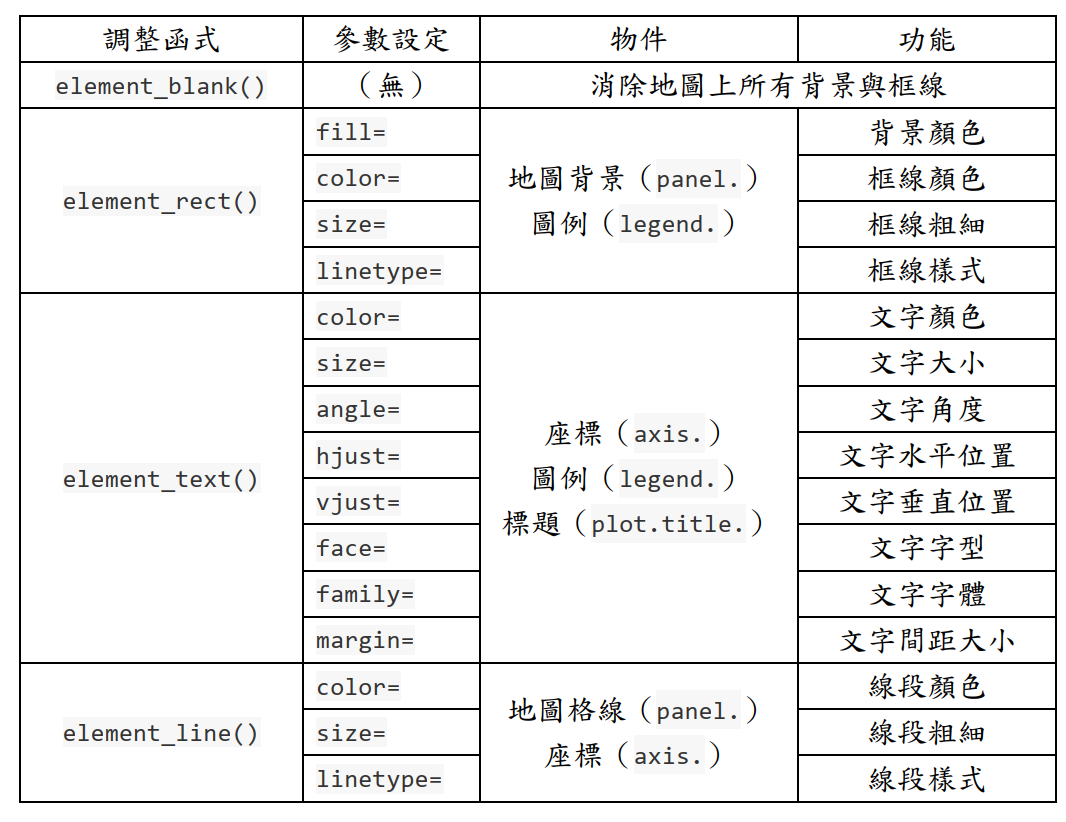 調整函式 參數設定 物件 功能
element_blank() （無） 消除地圖上所有背景與框線
element_rect()
fill=
color=
size=
linetype=
地圖背景（panel.）
圖例（legend.）
背景顏色
框線顏色
框線粗細
框線樣式
element_text()
color=
size=
angle=
hjust=
vjust=
face=
family=
margin=
座標（axis.）
圖例（legend.）
標題（plot.title.）
文字顏色
文字大小
文字角度
文字水平位置
文字垂直位置
文字字型
文字字體
文字間距大小
element_line()
color=
size=
linetype=
地圖格線（panel.）
座標（axis.）
線段顏色
線段粗細
線段樣式